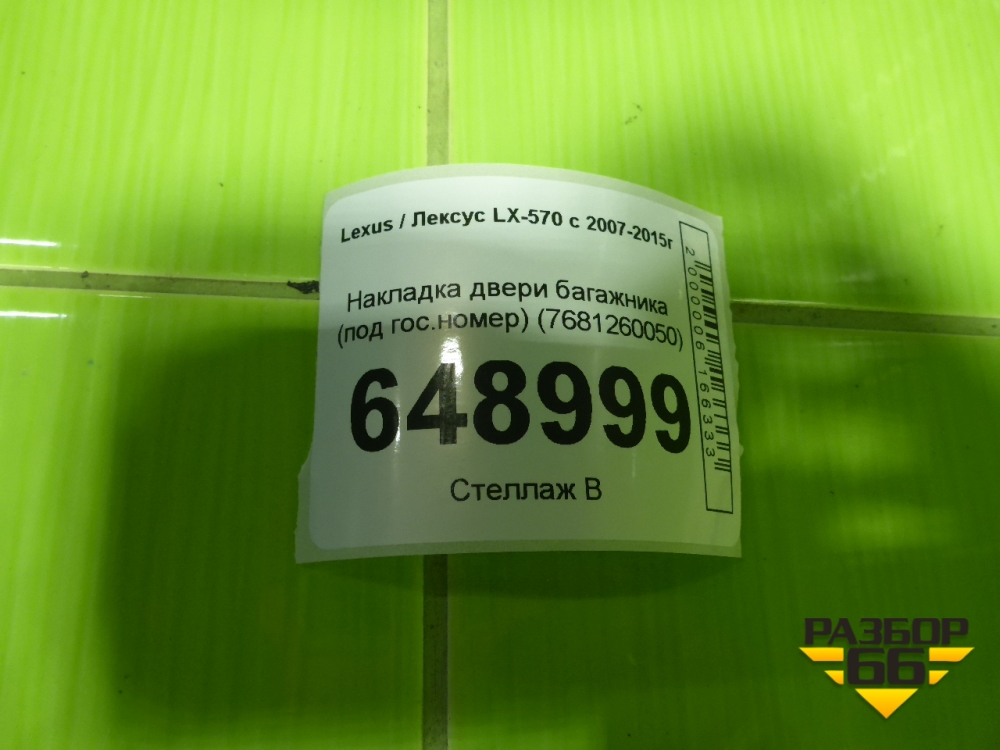 Lexus / Лексус LX-570 с 2007-2015г
Накладка двери багажника
(под гос.номер) (7681260050)
648999
Стеллаж В
2000006166333
РАЗБОР
66